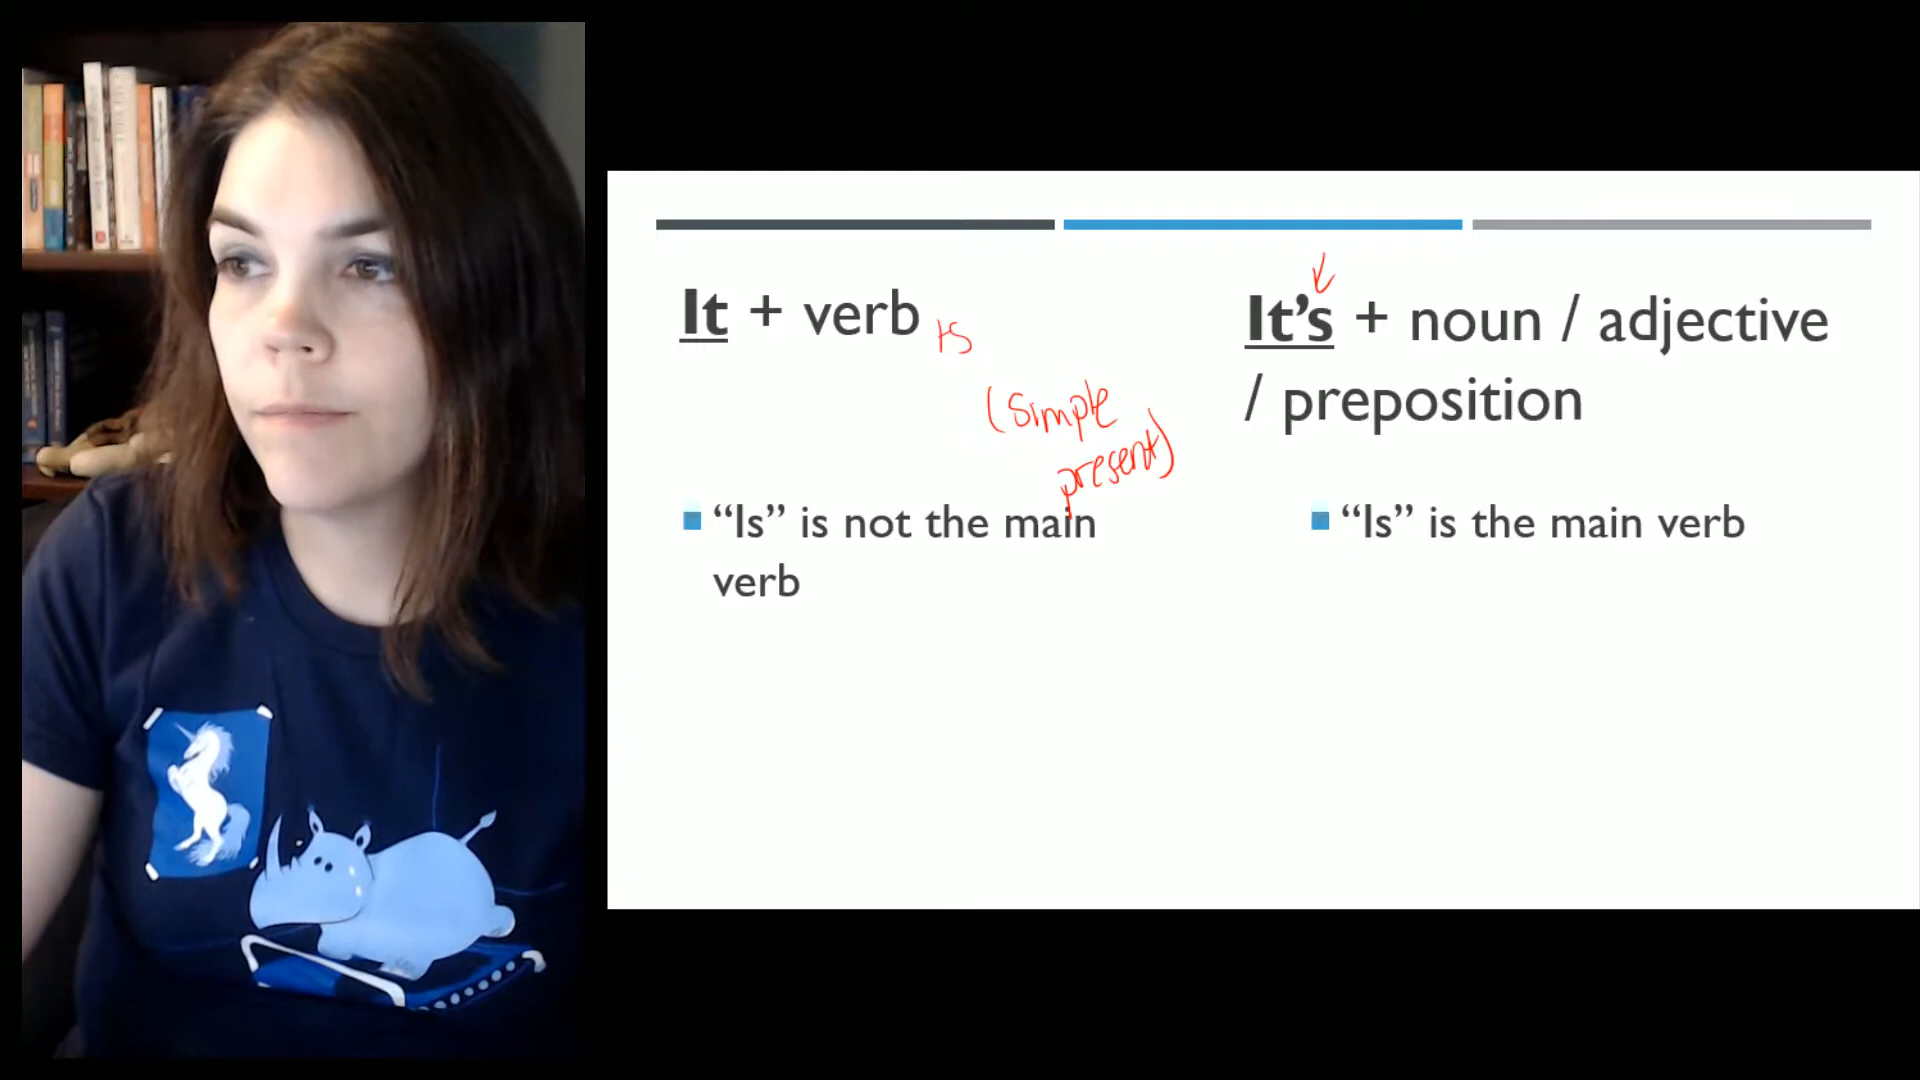 It + verb +s
(simple
present)
"Is" is not the main
verb
It's + noun / adjective
/ preposition
"Is" is the main verb